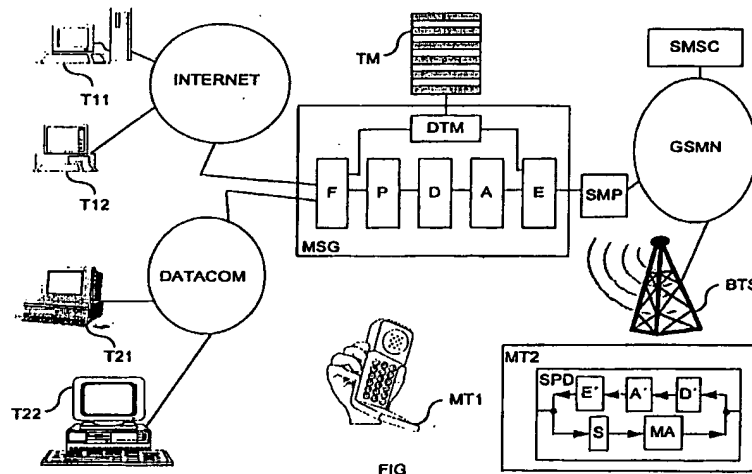 TM
SMSC
T11
INTERNET
DTM
GSMN
T12
F
P
D
A
E
SMP
MSG
DATACOM
BTS
T21
MT2
SPD
E'
A'
D'
T22
MT1
S
MA
FIG